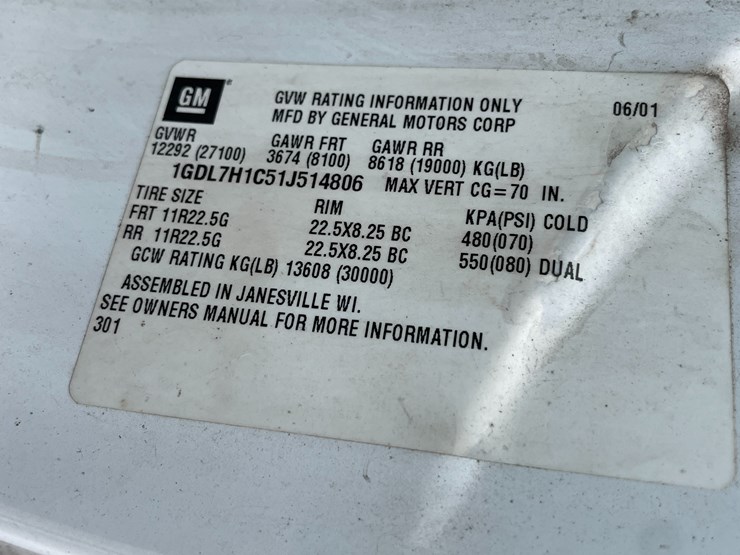 GM
GVW RATING INFORMATION ONLY 06/01
MFD BY GENERAL MOTORS CORP
GVWR GAWR FRT GAWR RR
12292 (27100) 3674 (8100) 8618 (19000) KG(LB)
1GDL7H1C51J514806 MAX VERT CG=70 IN.
TIRE SIZE RIM KPA(PSI) COLD
FRT 11R22.5G 22.5X8.25 BC 480(070)
RR 11R22.5G 22.5X8.25 BC 550(080) DUAL
GCW RATING KG(LB) 13608 (30000)
ASSEMBLED IN JANESVILLE WI.
SEE OWNERS MANUAL FOR MORE INFORMATION.
301